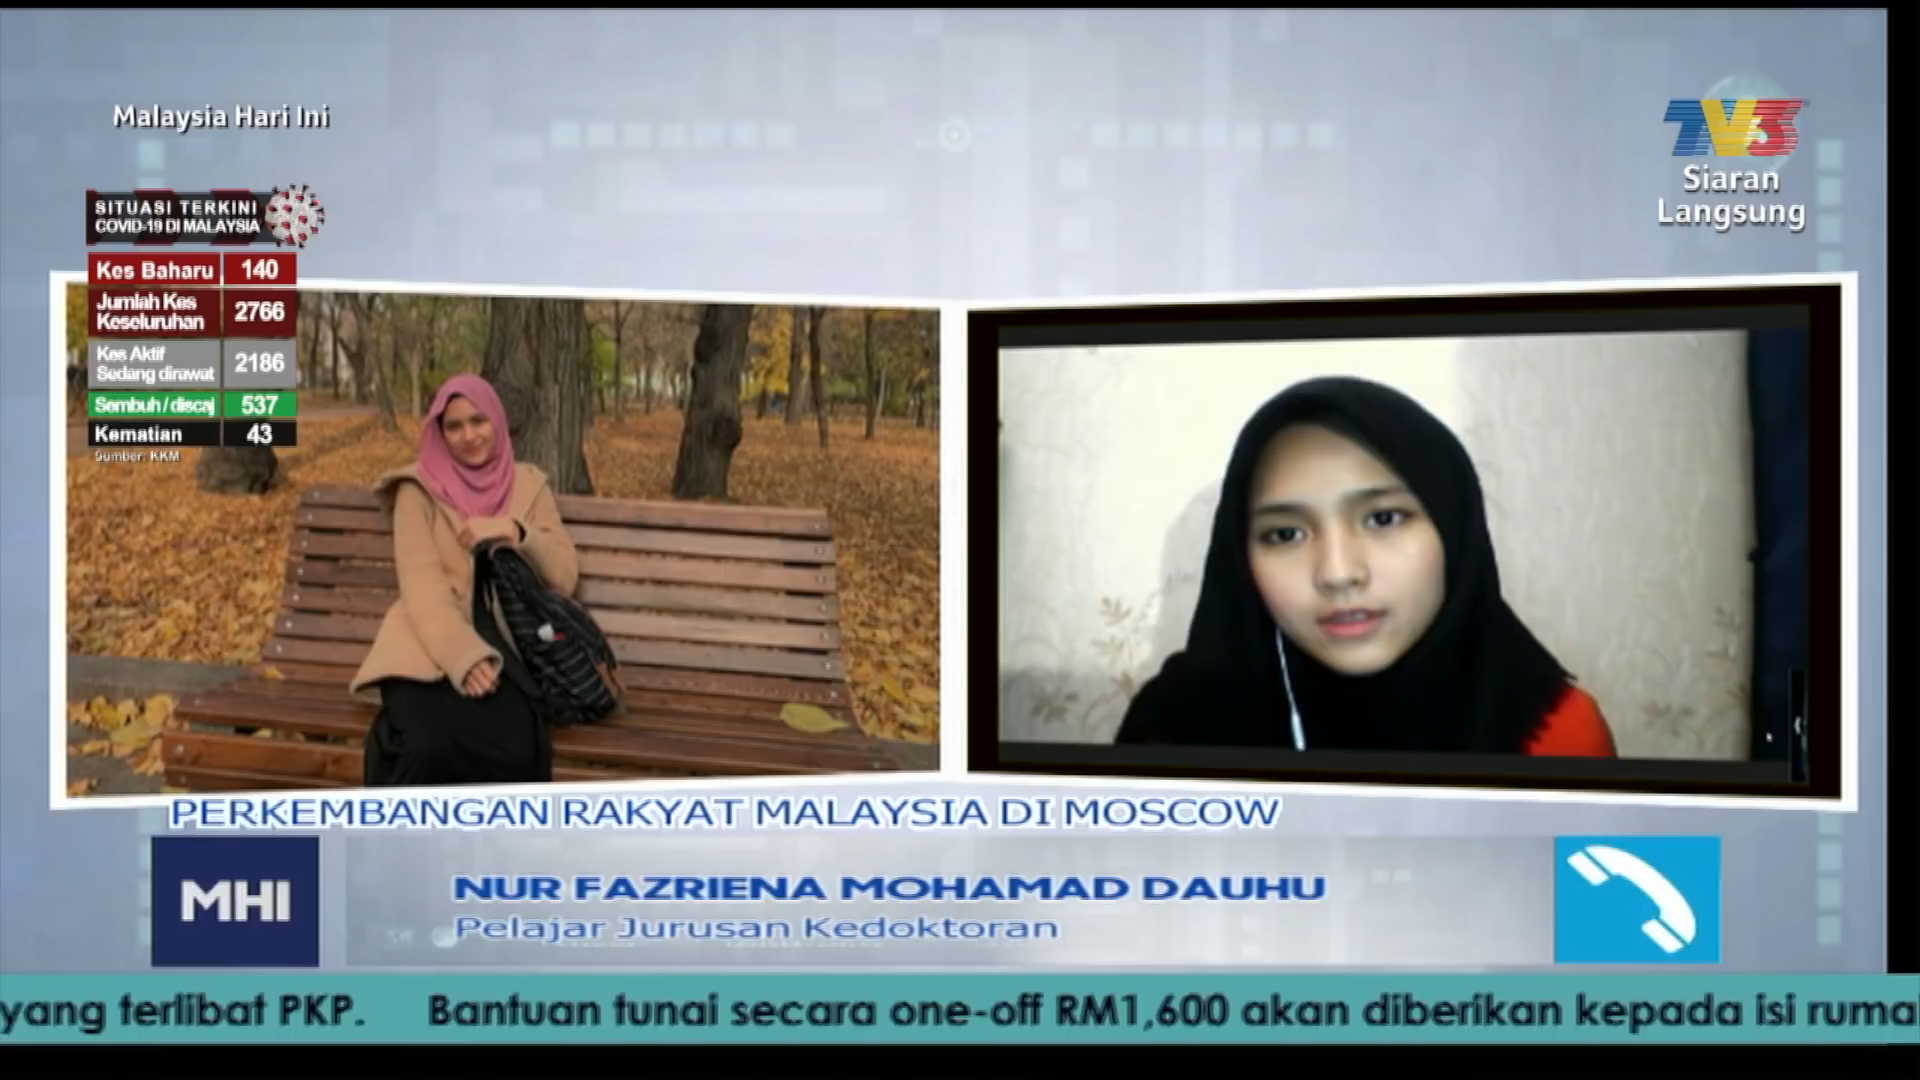 Malaysia Hari Ini
TV3
Siaran
Langsung
SITUASI TERKINI
COVID-19 DI MALAYSIA
Kes Baharu 140
Jumlah Kes
Keseluruhan 2766
Kes Aktif
Sedang dirawat 2186
Sembuh / discaj 537
Kematian 43
Sumber: KKM
PERKEMBANGAN RAKYAT MALAYSIA DI MOSCOW
MHI
NUR FAZRIENA MOHAMAD DAUHU
Pelajar Jurusan Kedoktoran
yang terlibat PKP. Bantuan tunai secara one-off RM1,600 akan diberikan kepada isi ruma